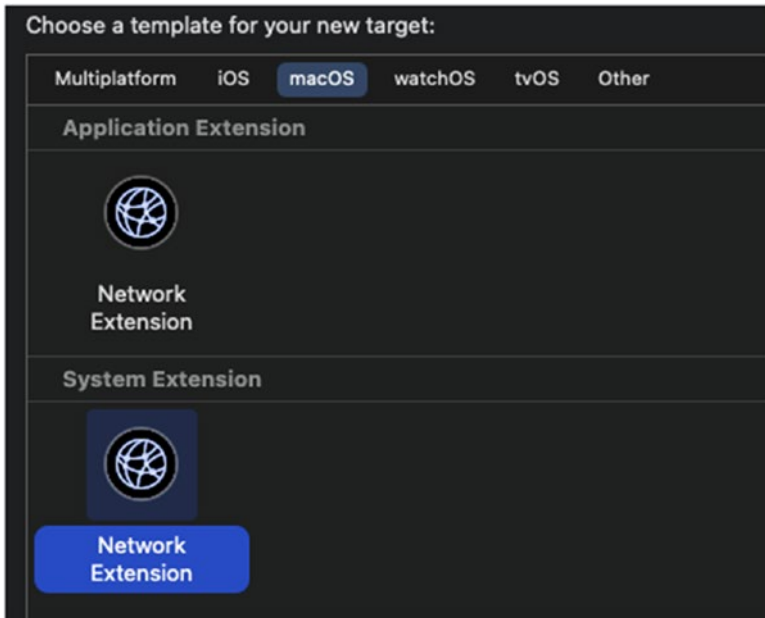 Choose a template for your new target:
Multiplatform iOS macOS watchOS tvOS Other
Application Extension
Network
Extension
System Extension
Network
Extension